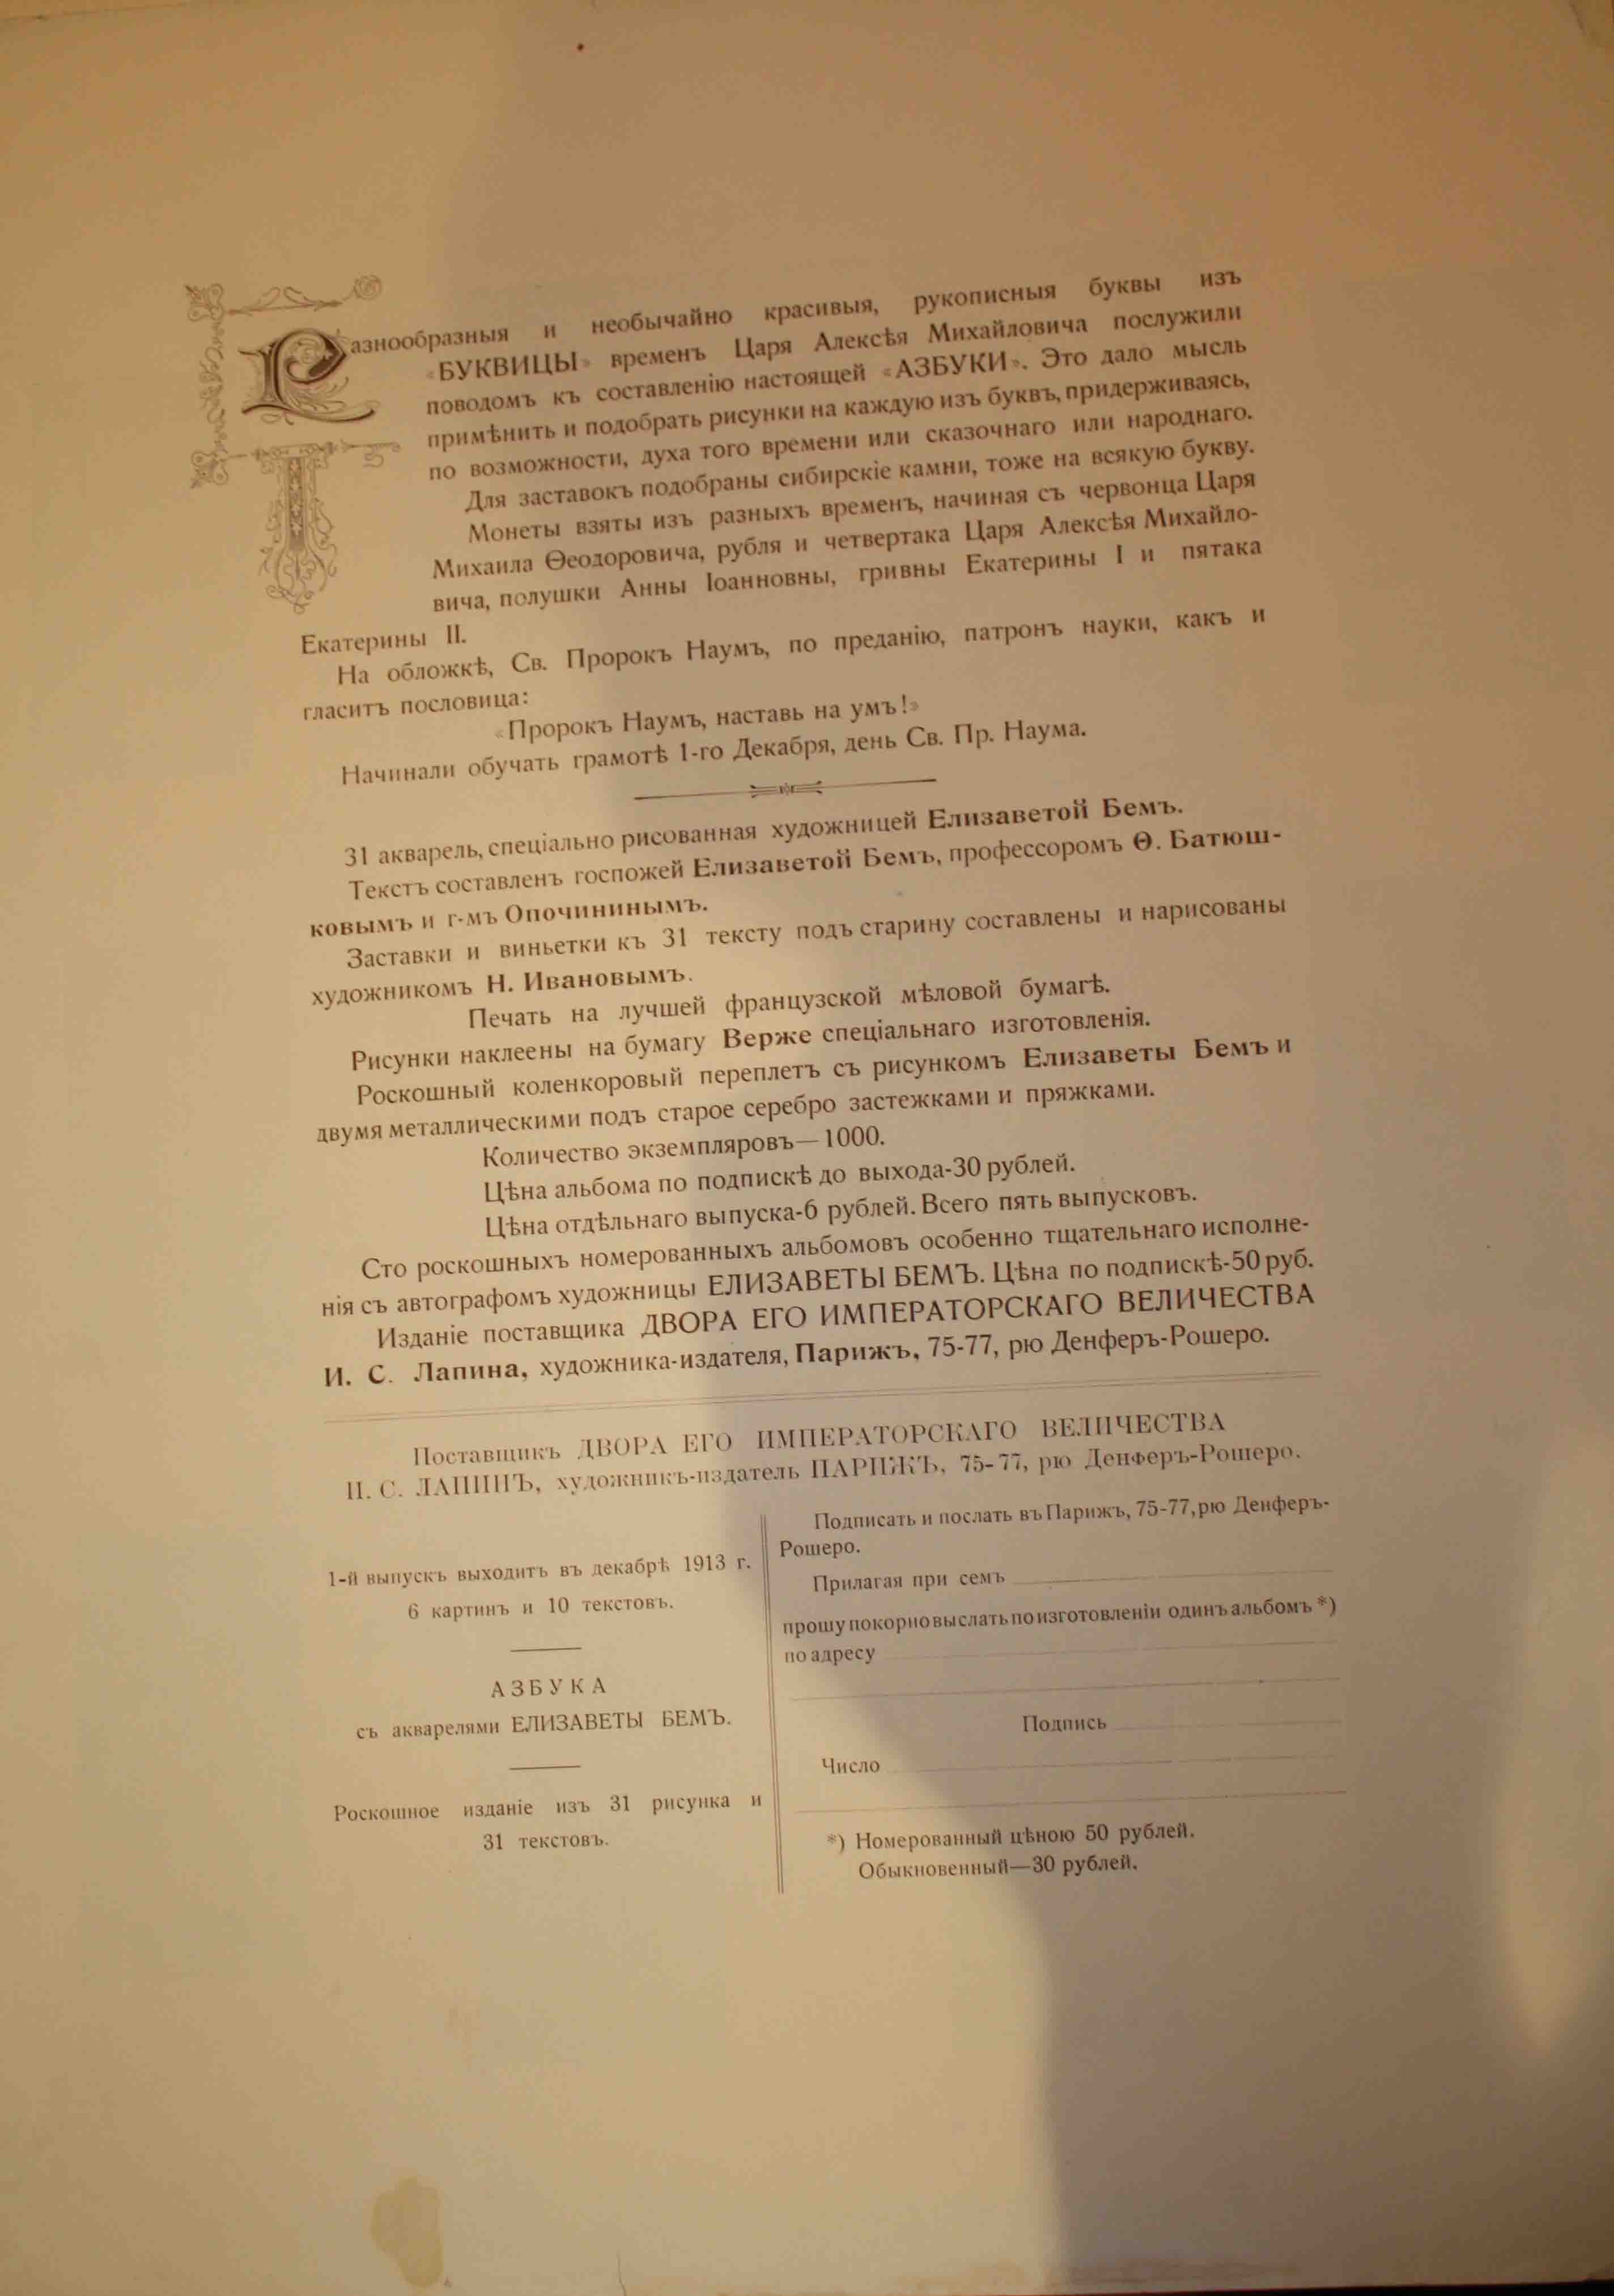 Разнообразныя и необычайно красивыя, рукописныя буквы изъ
«БУКВИЦЫ» временъ Царя Алексѣя Михайловича послужили
поводомъ къ составленію настоящей «АЗБУКИ». Это дало мысль
примѣнить и подобрать рисунки на каждую изъ буквъ, придерживаясь,
по возможности, духа того времени или сказочнаго или народнаго.
Для заставокъ подобраны сибирскіе камни, тоже на всякую букву.
Монеты взяты изъ разныхъ временъ, начиная съ червонца Царя
Михаила Ѳеодоровича, рубля и четвертака Царя Алексѣя Михайло-
вича, полушки Анны Іоанновны, гривны Екатерины I и пятака
Екатерины II.
На обложкѣ, Св. Пророкъ Наумъ, по преданію, патронъ науки, какъ и
гласитъ пословица:
«Пророкъ Наумъ, наставь на умъ!»
Начинали обучать грамотѣ 1-го Декабря, день Св. Пр. Наума.
31 акварель, спеціально рисованная художницей Елизаветой Бемъ.
Текстъ составленъ госпожей Елизаветой Бемъ, профессоромъ Ѳ. Батюш-
ковымъ и г-мъ Опочининымъ.
Заставки и виньетки къ 31 тексту подъ старину составлены и нарисованы
художникомъ Н. Ивановымъ.
Печать на лучшей французской мѣловой бумагѣ.
Рисунки наклеены на бумагу Верже спеціальнаго изготовленія.
Роскошный коленкоровый переплетъ съ рисункомъ Елизаветы Бемъ и
двумя металлическими подъ старое серебро застежками и пряжками.
Количество экземпляровъ—1000.
Цѣна альбома по подпискѣ до выхода-30 рублей.
Цѣна отдѣльнаго выпуска-6 рублей. Всего пять выпусковъ.
Сто роскошныхъ номерованныхъ альбомовъ особенно тщательнаго исполне-
нія съ автографомъ художницы ЕЛИЗАВЕТЫ БЕМЪ. Цѣна по подпискѣ-50 руб.
Изданіе поставщика ДВОРА ЕГО ИМПЕРАТОРСКАГО ВЕЛИЧЕСТВА
И. С. Лапина, художника-издателя, Парижъ, 75-77, рю Денферъ-Рошеро.
Поставщикъ ДВОРА ЕГО ИМПЕРАТОРСКАГО ВЕЛИЧЕСТВА
И. С. ЛАПИНЪ, художникъ-издатель ПАРИЖЪ, 75-77, рю Денферъ-Рошеро.
1-й выпускъ выходитъ въ декабрѣ 1913 г.
6 картинъ и 10 текстовъ.
АЗБУКА
съ акварелями ЕЛИЗАВЕТЫ БЕМЪ.
Роскошное изданіе изъ 31 рисунка и
31 текстовъ.
Подписать и послать въ Парижъ, 75-77, рю Денферъ-
Рошеро.
Прилагая при семъ
прошу покорно выслать по изготовленіи одинъ альбомъ *)
по адресу
Подпись
Число
*) Номерованный цѣною 50 рублей.
Обыкновенный—30 рублей.